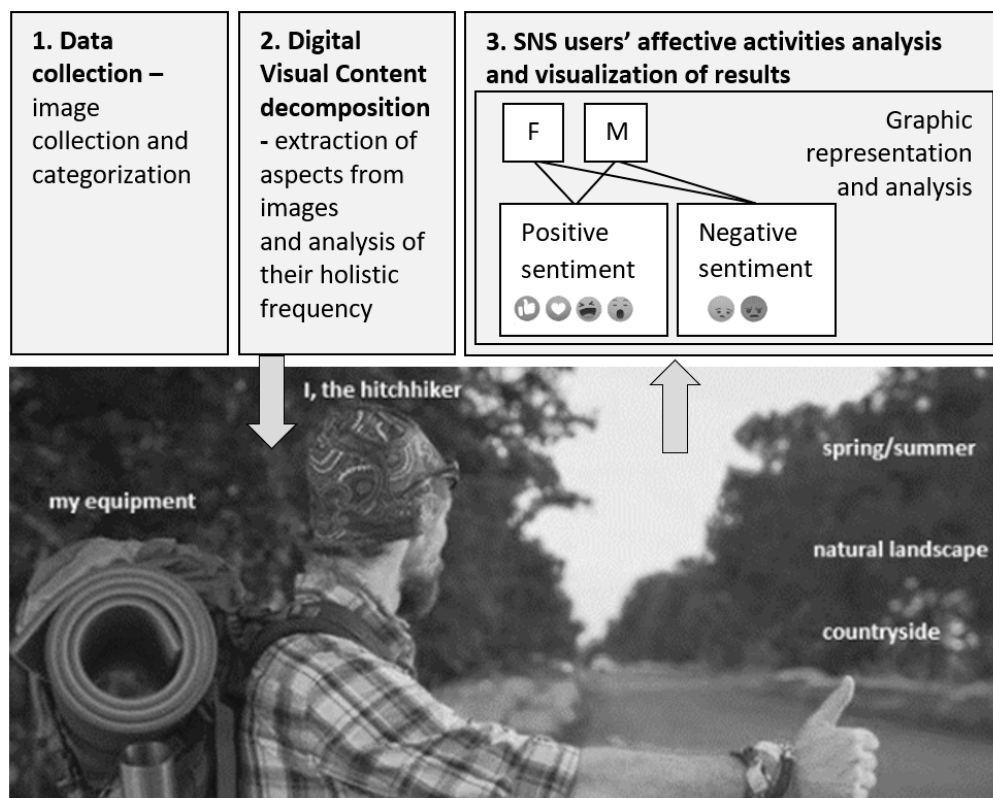 1. Data
collection –
image
collection and
categorization
2. Digital
Visual Content
decomposition
- extraction of
aspects from
images
and analysis of
their holistic
frequency
3. SNS users’ affective activities analysis
and visualization of results
F
M
Graphic
representation
and analysis
Positive
sentiment
Negative
sentiment
I, the hitchhiker
my equipment
spring/summer
natural landscape
countryside